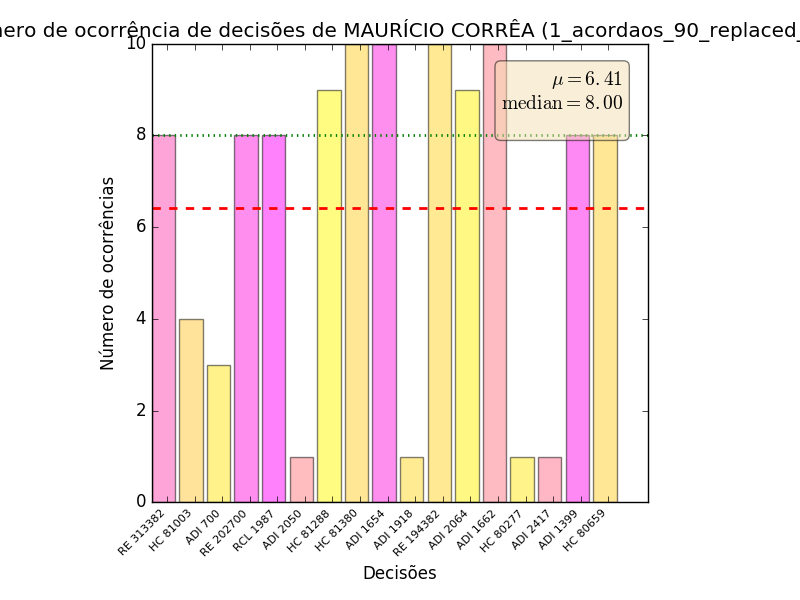 ero de ocorrência de decisões de MAURÍCIO CORRÊA (1_acordaos_90_replaced_
μ = 6.41
median = 8.00
10
8
6
4
2
0
Número de ocorrências
RE 313382
HC 81003
ADI 700
RE 202700
RCL 1987
ADI 2050
HC 81288
HC 81380
ADI 1654
ADI 1918
RE 194382
ADI 2064
ADI 1662
HC 80277
ADI 2417
ADI 1399
HC 80659
Decisões